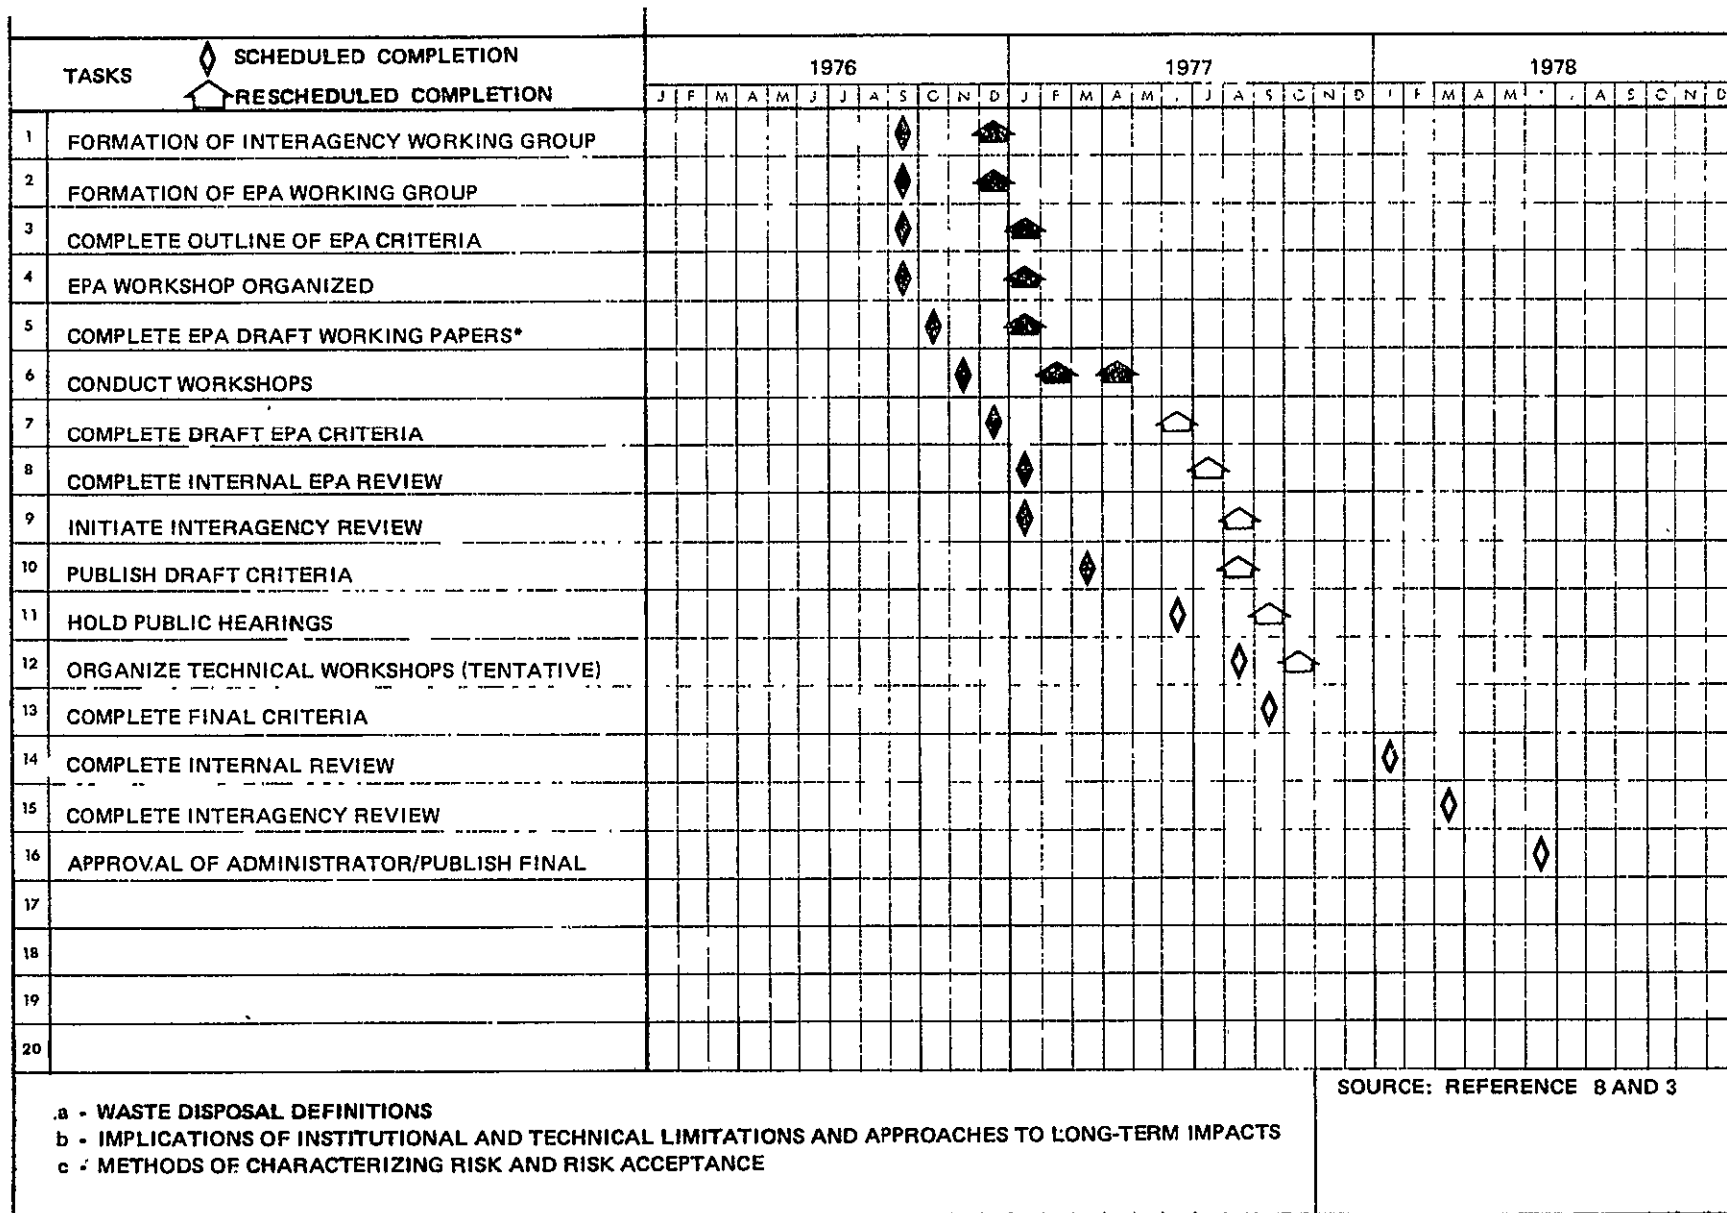 TASKS
SCHEDULED COMPLETION
RESCHEDULED COMPLETION
1976 1977 1978
J F M A M J J A S O N D J F M A M J A S O N D F M A M A S O N D
1 FORMATION OF INTERAGENCY WORKING GROUP
2 FORMATION OF EPA WORKING GROUP
3 COMPLETE OUTLINE OF EPA CRITERIA
4 EPA WORKSHOP ORGANIZED
5 COMPLETE EPA DRAFT WORKING PAPERS*
6 CONDUCT WORKSHOPS
7 COMPLETE DRAFT EPA CRITERIA
8 COMPLETE INTERNAL EPA REVIEW
9 INITIATE INTERAGENCY REVIEW
10 PUBLISH DRAFT CRITERIA
11 HOLD PUBLIC HEARINGS
12 ORGANIZE TECHNICAL WORKSHOPS (TENTATIVE)
13 COMPLETE FINAL CRITERIA
14 COMPLETE INTERNAL REVIEW
15 COMPLETE INTERAGENCY REVIEW
16 APPROVAL OF ADMINISTRATOR/PUBLISH FINAL
17
18
19
20
SOURCE: REFERENCE 8 AND 3
a - WASTE DISPOSAL DEFINITIONS
b - IMPLICATIONS OF INSTITUTIONAL AND TECHNICAL LIMITATIONS AND APPROACHES TO LONG-TERM IMPACTS
c - METHODS OF CHARACTERIZING RISK AND RISK ACCEPTANCE